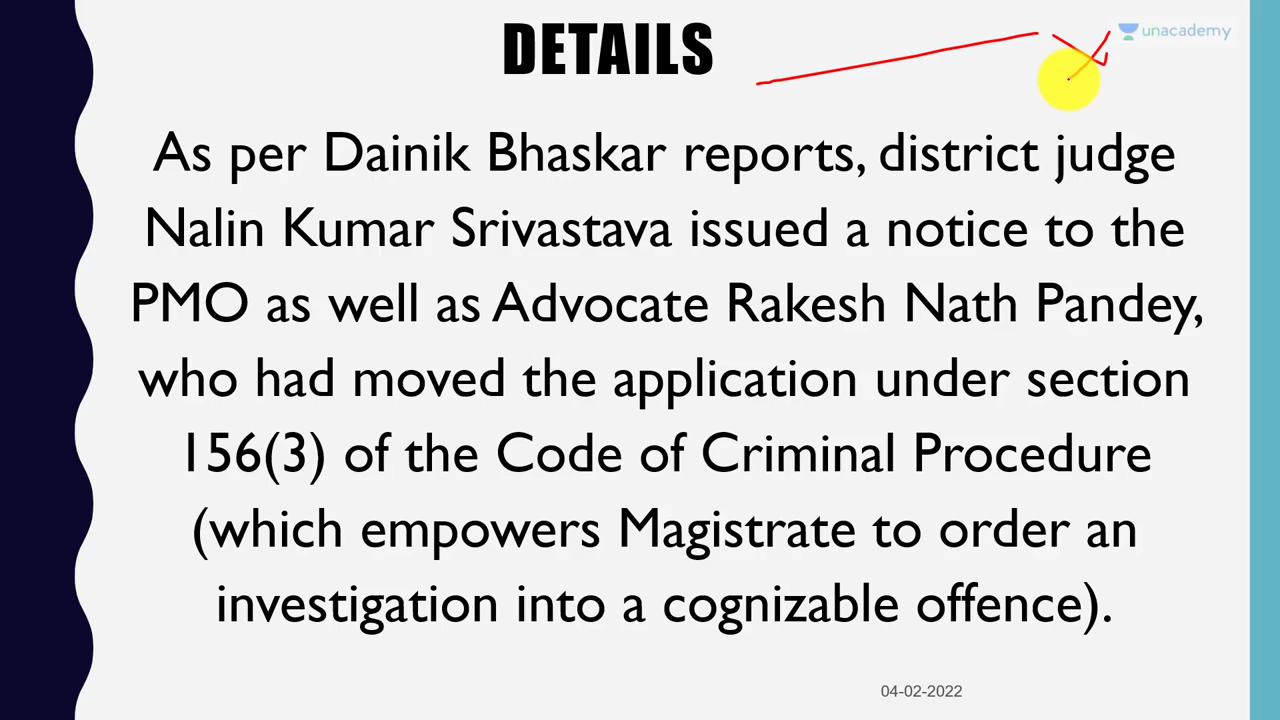 DETAILS
unacademy
As per Dainik Bhaskar reports, district judge
Nalin Kumar Srivastava issued a notice to the
PMO as well as Advocate Rakesh Nath Pandey,
who had moved the application under section
156(3) of the Code of Criminal Procedure
(which empowers Magistrate to order an
investigation into a cognizable offence).
04-02-2022